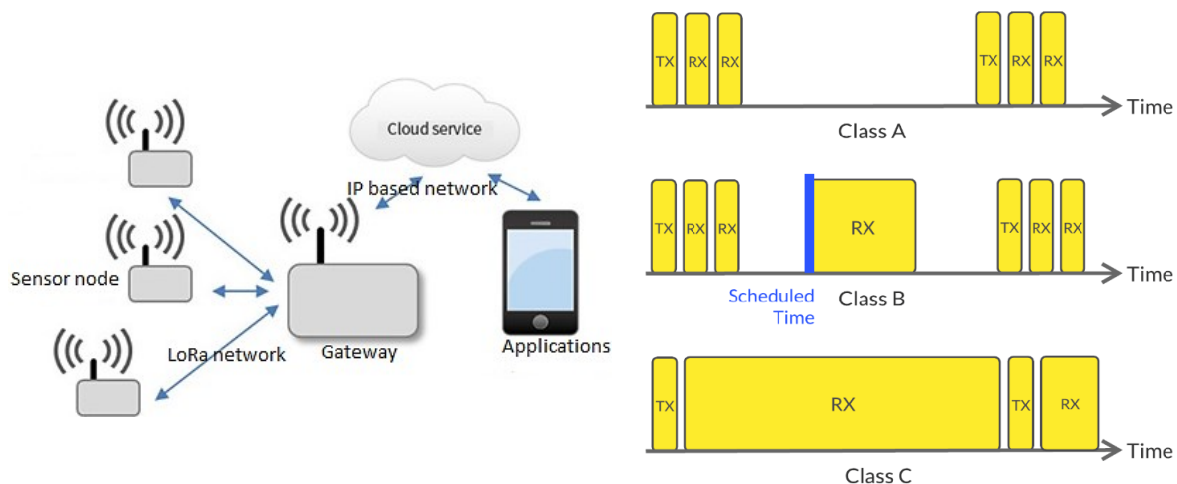 Cloud service
IP based network
Sensor node
LoRa network
Gateway
Applications
TX RX RX TX RX RX
Time
Class A
TX RX RX RX TX RX RX
Time
Scheduled
Time
Class B
TX RX TX RX
Time
Class C